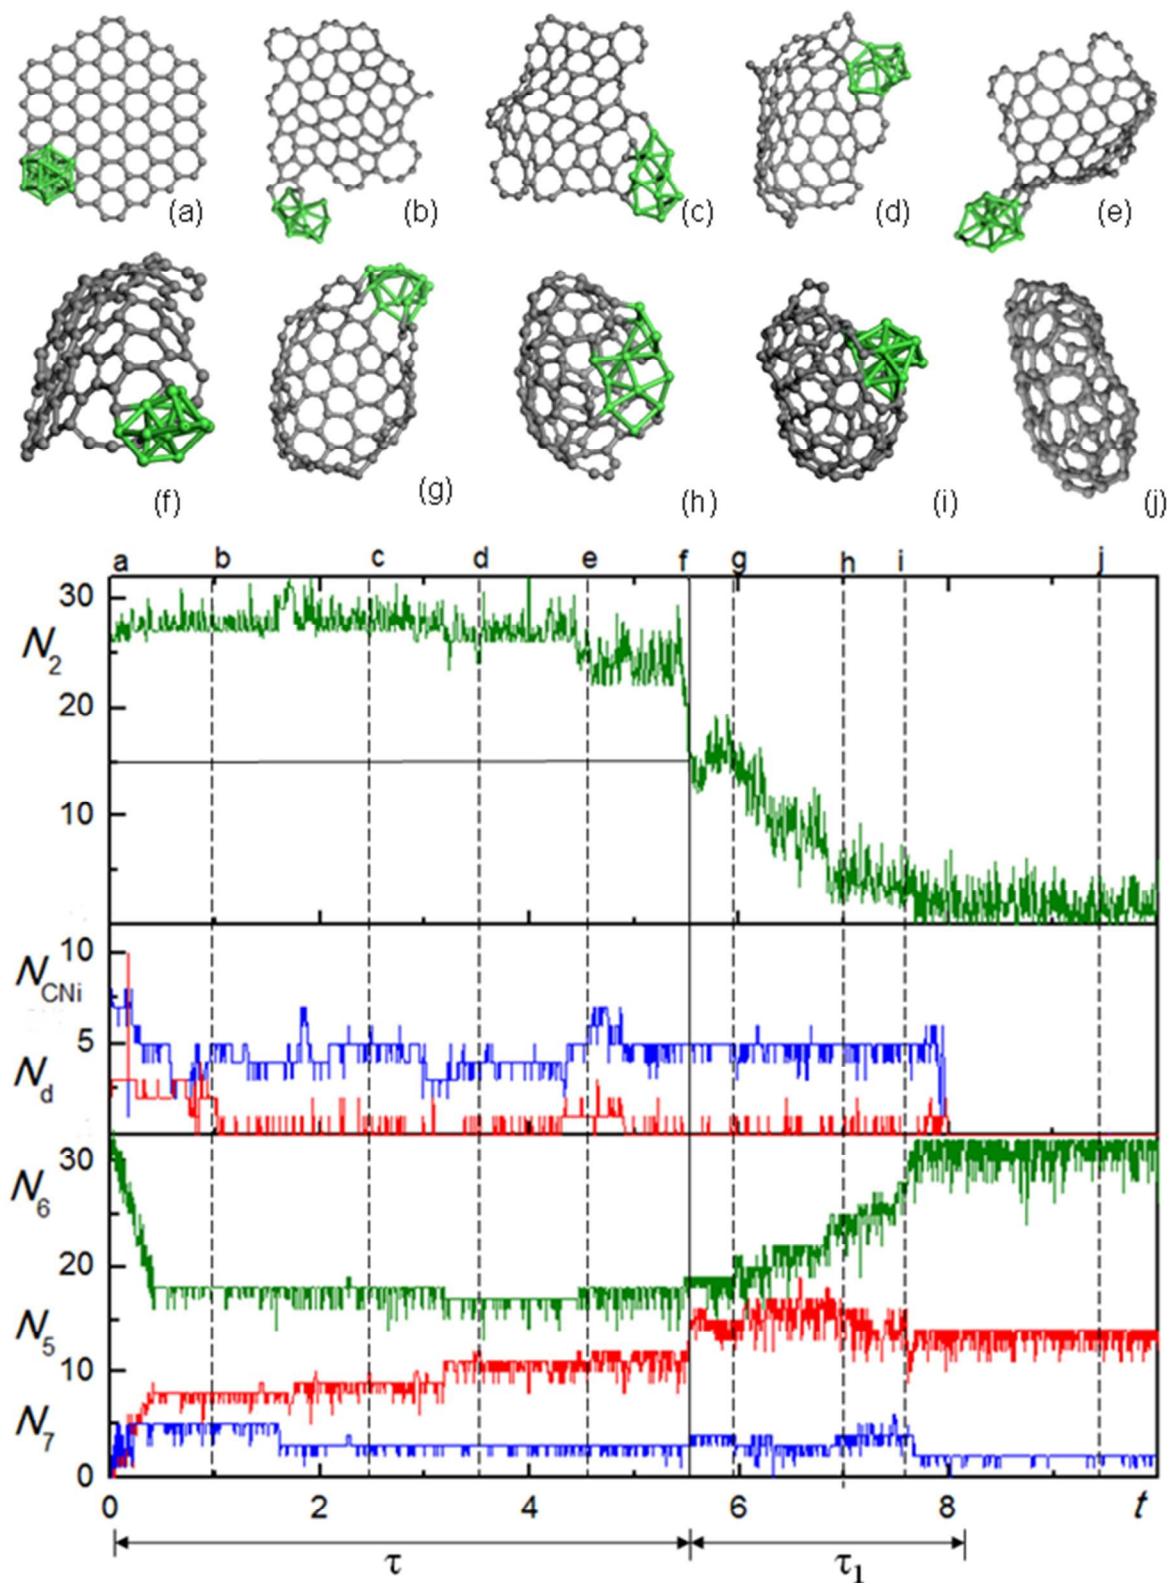 (a) (b) (c) (d) (e)
(f) (g) (h) (i) (j)
a b c d e f g h i j
30
N2
20
10
10
NCNi
5
Nd
30
N6
20
N5
10
N7
0
0 2 4 6 8 t
τ τ1